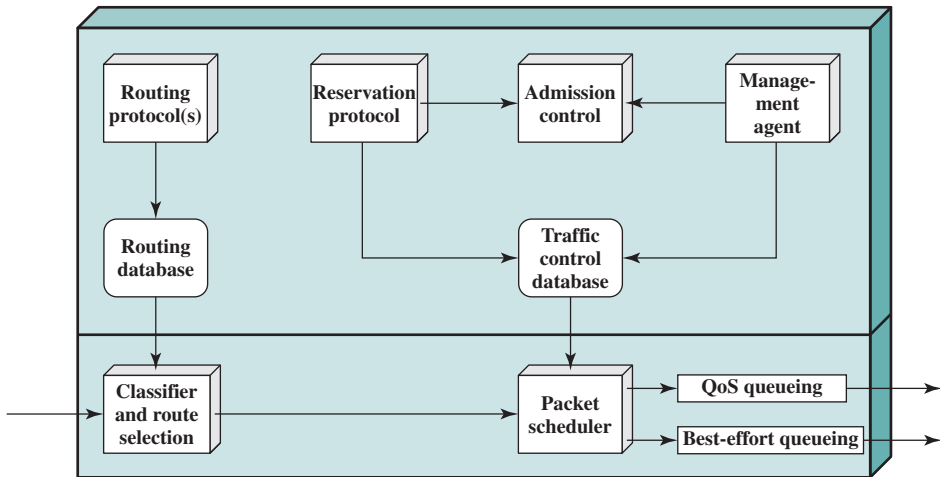 Routing
protocol(s)
Reservation
protocol
Admission
control
Manage-
ment
agent
Routing
database
Traffic
control
database
Classifier
and route
selection
Packet
scheduler
QoS queueing
Best-effort queueing